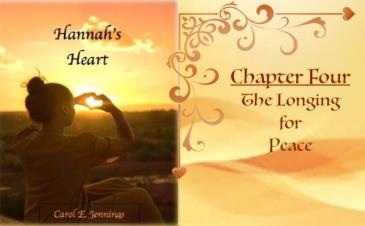 Hannah's
Heart
Carol E. Jennings
Chapter Four
The Longing
for
Peace